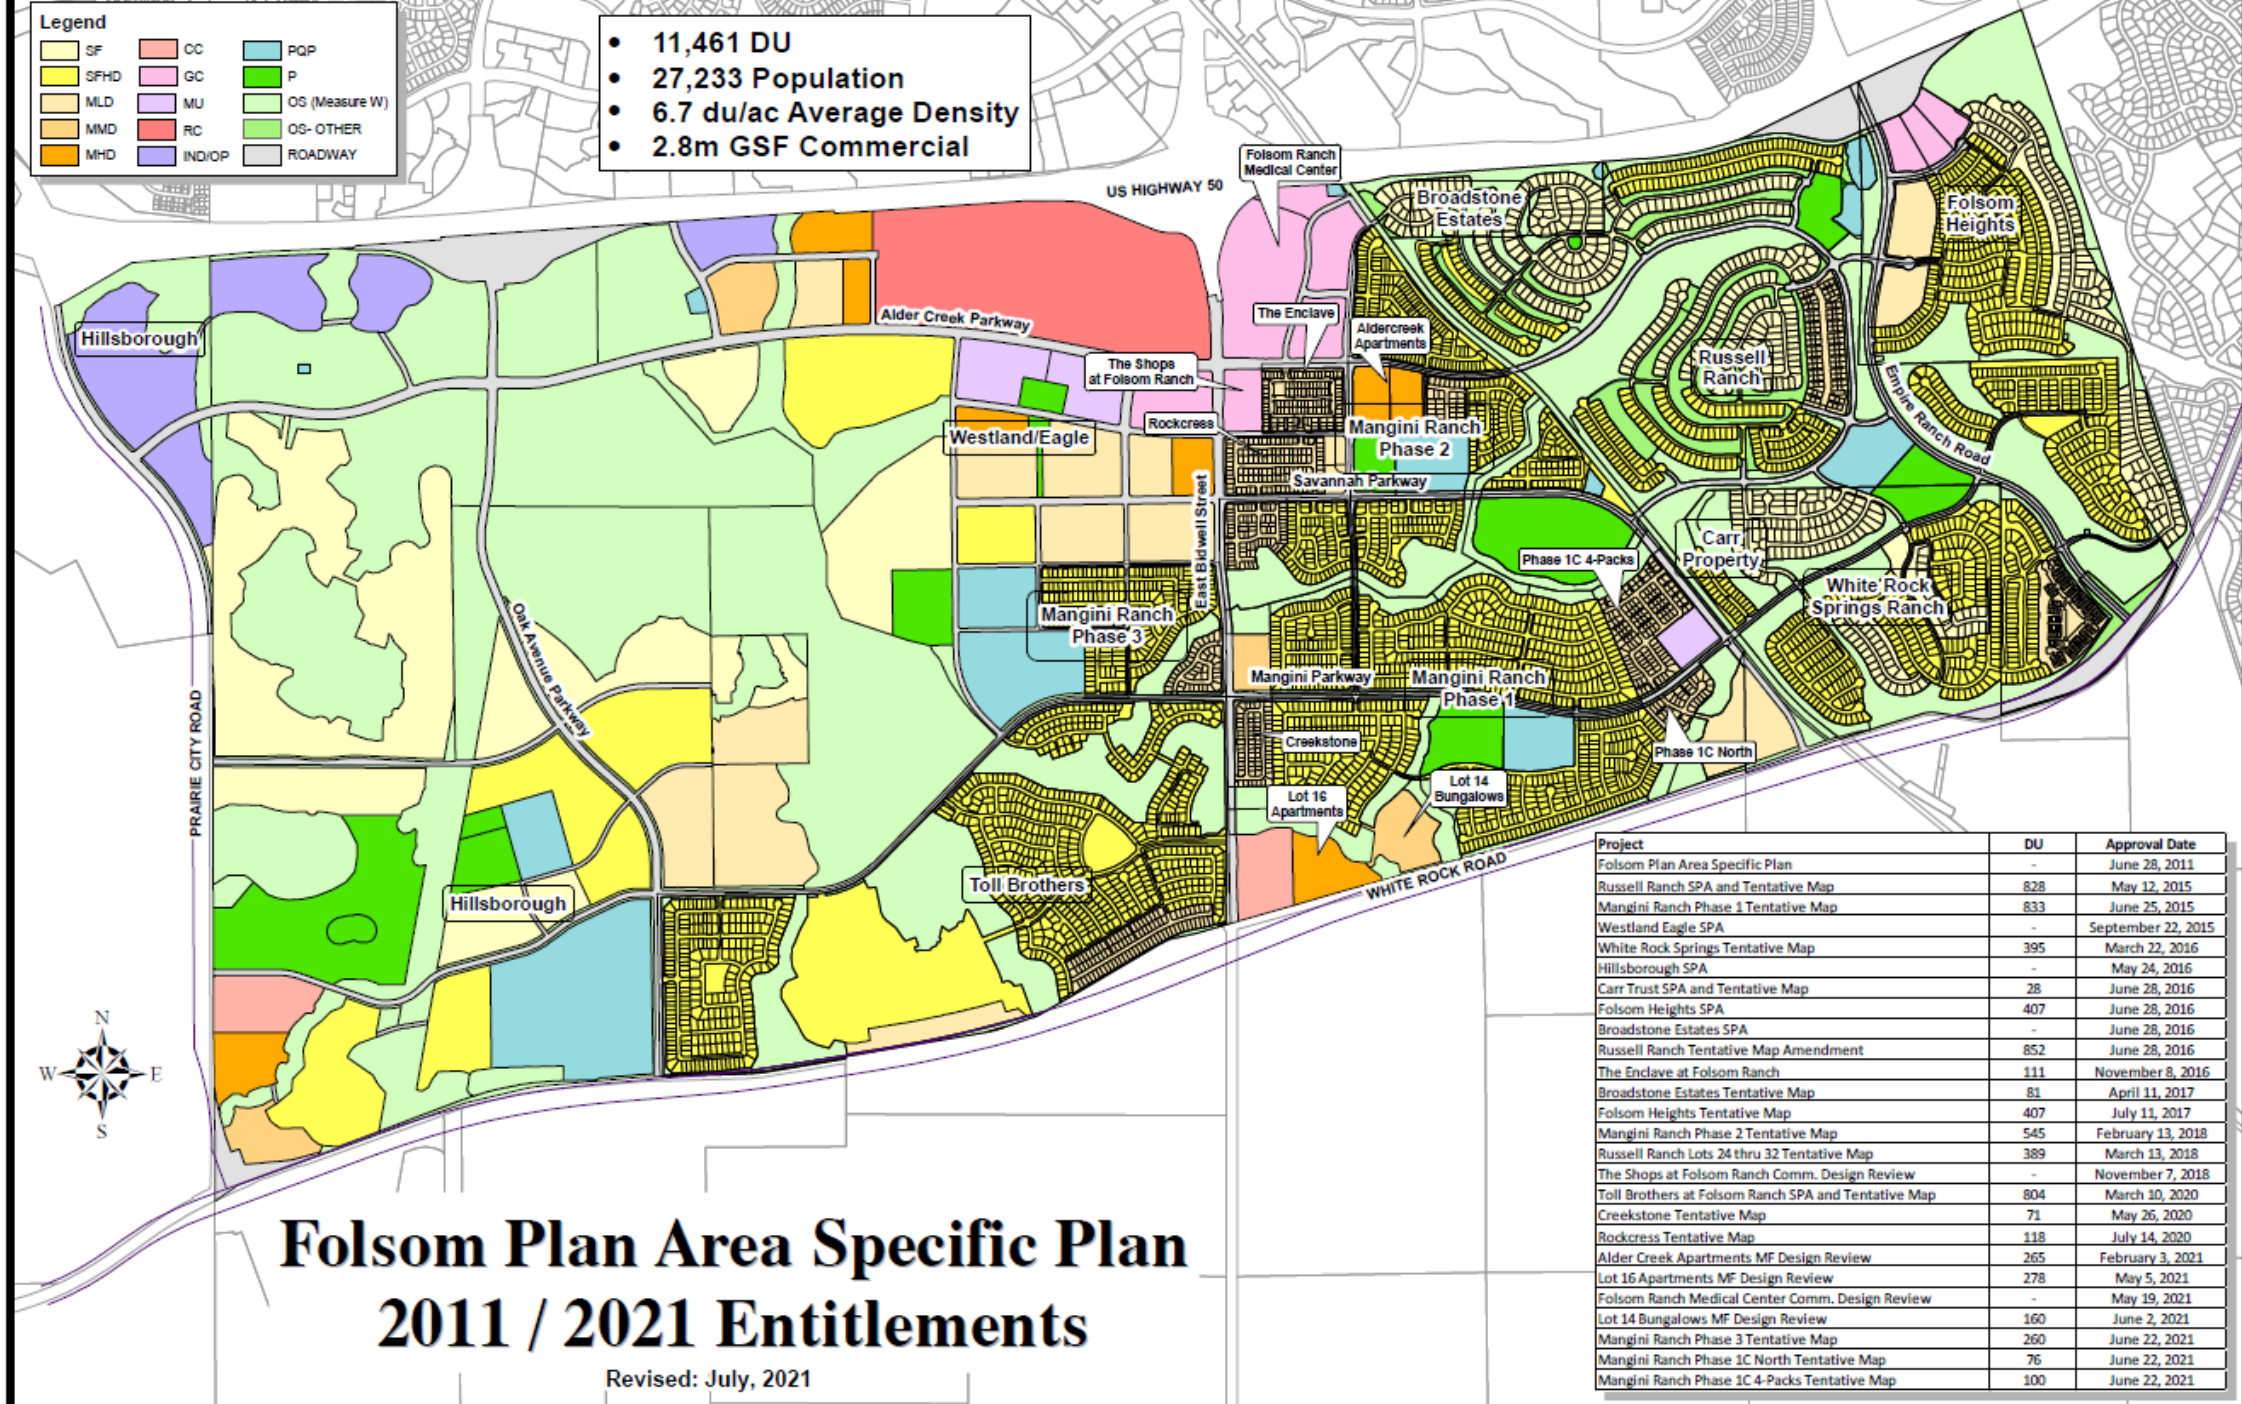 Legend
SF
SFHD
MLD
MMD
MHD
CC
GC
MU
RC
IND/OP
PQP
P
OS (Measure W)
OS- OTHER
ROADWAY
• 11,461 DU
• 27,233 Population
• 6.7 du/ac Average Density
• 2.8m GSF Commercial
US HIGHWAY 50
Folsom Ranch
Medical Center
Broadstone
Estates
Folsom
Heights
Hillsborough
Alder Creek Parkway
The Enclave
Aldercreek
Apartments
The Shops
at Folsom Ranch
Russell
Ranch
Empire Ranch Road
Rockcress
Westland/Eagle
Mangini Ranch
Phase 2
Savannah Parkway
East Bidwell Street
Carr
Property
Phase 1C 4-Packs
White Rock
Springs Ranch
Mangini Ranch
Phase 3
Oak Avenue Parkway
Mangini Parkway
Mangini Ranch
Phase 1
PRAIRIE CITY ROAD
Creekstone
Phase 1C North
Lot 16
Apartments
Lot 14
Bungalows
Toll Brothers
Hillsborough
WHITE ROCK ROAD
N
W
E
S
Project DU Approval Date
Folsom Plan Area Specific Plan - June 28, 2011
Russell Ranch SPA and Tentative Map 828 May 12, 2015
Mangini Ranch Phase 1 Tentative Map 833 June 25, 2015
Westland Eagle SPA - September 22, 2015
White Rock Springs Tentative Map 395 March 22, 2016
Hillsborough SPA - May 24, 2016
Carr Trust SPA and Tentative Map 28 June 28, 2016
Folsom Heights SPA 407 June 28, 2016
Broadstone Estates SPA - June 28, 2016
Russell Ranch Tentative Map Amendment 852 June 28, 2016
The Enclave at Folsom Ranch 111 November 8, 2016
Broadstone Estates Tentative Map 81 April 11, 2017
Folsom Heights Tentative Map 407 July 11, 2017
Mangini Ranch Phase 2 Tentative Map 545 February 13, 2018
Russell Ranch Lots 24 thru 32 Tentative Map 389 March 13, 2018
The Shops at Folsom Ranch Comm. Design Review - November 7, 2018
Toll Brothers at Folsom Ranch SPA and Tentative Map 804 March 10, 2020
Creekstone Tentative Map 71 May 26, 2020
Rockcress Tentative Map 118 July 14, 2020
Alder Creek Apartments MF Design Review 265 February 3, 2021
Lot 16 Apartments MF Design Review 278 May 5, 2021
Folsom Ranch Medical Center Comm. Design Review - May 19, 2021
Lot 14 Bungalows MF Design Review 160 June 2, 2021
Mangini Ranch Phase 3 Tentative Map 260 June 22, 2021
Mangini Ranch Phase 1C North Tentative Map 76 June 22, 2021
Mangini Ranch Phase 1C 4-Packs Tentative Map 100 June 22, 2021
Folsom Plan Area Specific Plan
2011 / 2021 Entitlements
Revised: July, 2021